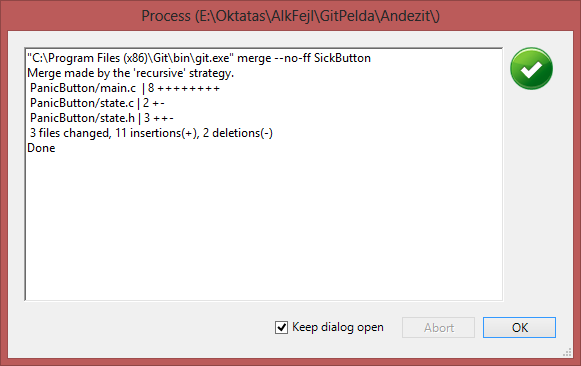 Process (E:\Oktatas\AlkFejl\GitPelda\Andezit\)
"C:\Program Files (x86)\Git\bin\git.exe" merge --no-ff SickButton
Merge made by the 'recursive' strategy.
PanicButton/main.c | 8 ++++++++
PanicButton/state.c | 2 +-
PanicButton/state.h | 3 ++-
3 files changed, 11 insertions(+), 2 deletions(-)
Done
Keep dialog open
Abort
OK